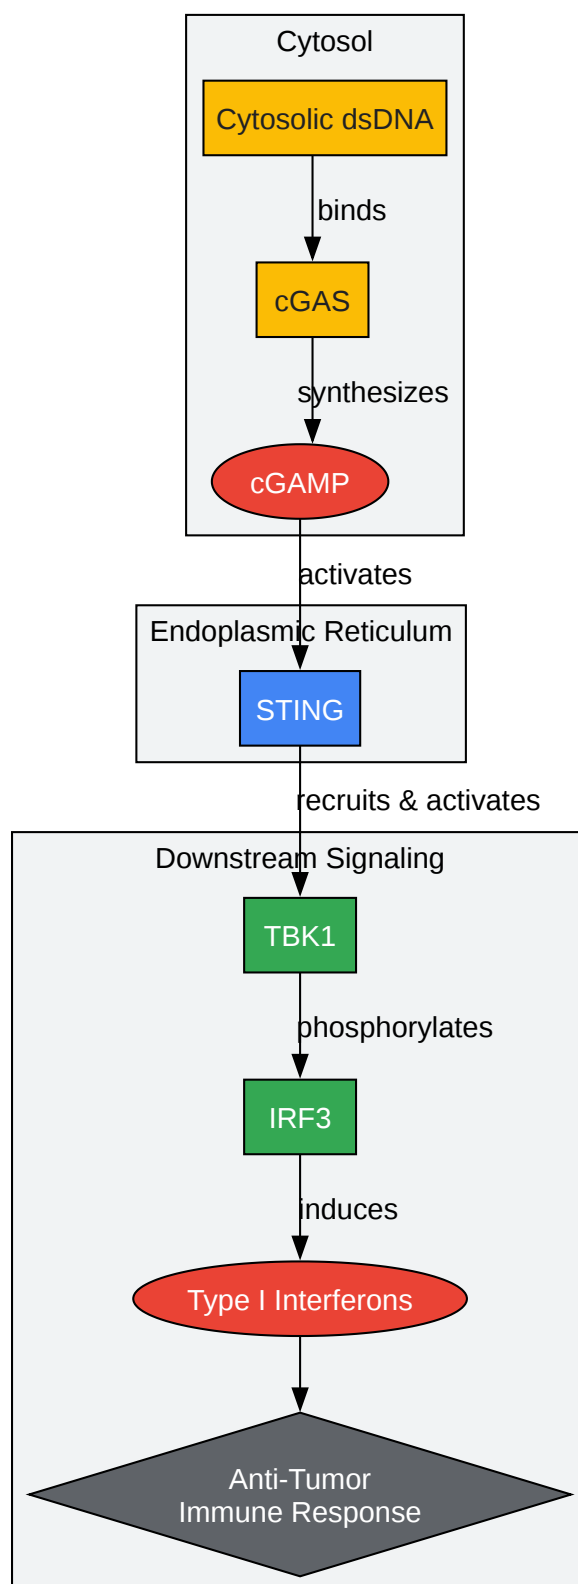 Cytosol
Cytosolic dsDNA
binds
cGAS
synthesizes
cGAMP
activates
Endoplasmic Reticulum
STING
recruits & activates
Downstream Signaling
TBK1
phosphorylates
IRF3
induces
Type I Interferons
Anti-Tumor
Immune Response